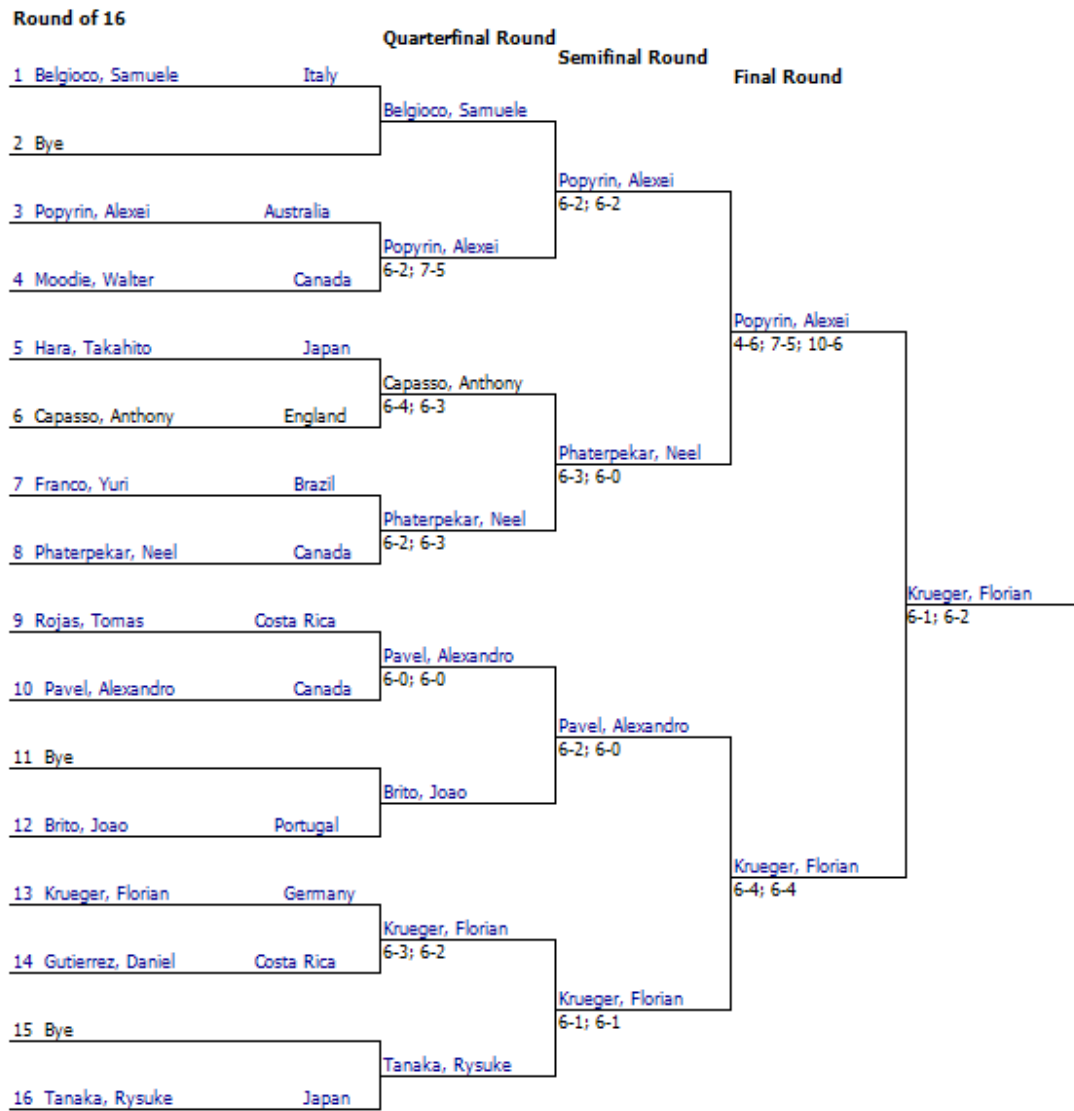 Round of 16
Quarterfinal Round
Semifinal Round
Final Round
1 Belgioco, Samuele Italy
Belgioco, Samuele
2 Bye
Popyrin, Alexei
6-2; 6-2
3 Popyrin, Alexei Australia
Popyrin, Alexei
6-2; 7-5
4 Moodie, Walter Canada
Popyrin, Alexei
4-6; 7-5; 10-6
5 Hara, Takahito Japan
Capasso, Anthony
6-4; 6-3
6 Capasso, Anthony England
Phaterpekar, Neel
6-3; 6-0
7 Franco, Yuri Brazil
Phaterpekar, Neel
6-2; 6-3
8 Phaterpekar, Neel Canada
Krueger, Florian
6-1; 6-2
9 Rojas, Tomas Costa Rica
Pavel, Alexandro
6-0; 6-0
10 Pavel, Alexandro Canada
Pavel, Alexandro
6-2; 6-0
11 Bye
Brito, Joao
12 Brito, Joao Portugal
Krueger, Florian
6-4; 6-4
13 Krueger, Florian Germany
Krueger, Florian
6-3; 6-2
14 Gutierrez, Daniel Costa Rica
Krueger, Florian
6-1; 6-1
15 Bye
Tanaka, Rysuke
16 Tanaka, Rysuke Japan